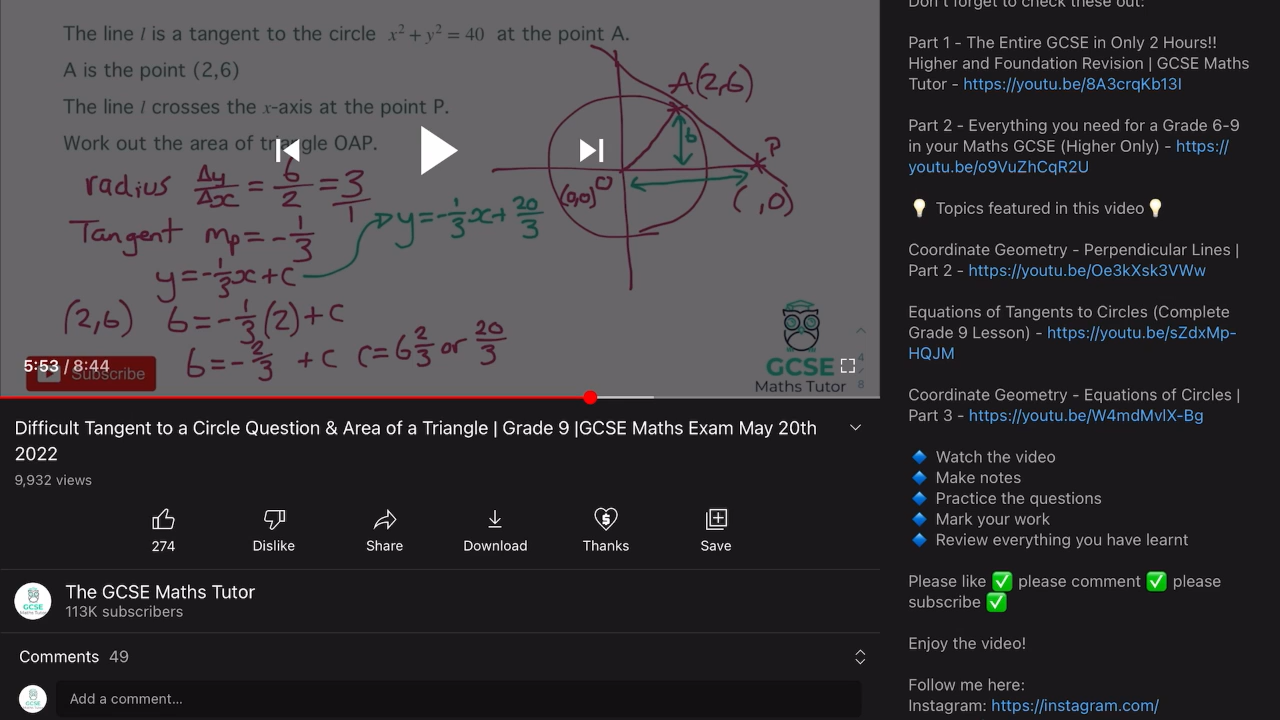 The line l is a tangent to the circle x² + y² = 40 at the point A.
A is the point (2,6)
The line l crosses the x-axis at the point P.
Work out the area of triangle OAP.
radius Δy/Δx = 6/2 = 3/1
Tangent mp = -1/3
y = -1/3x + c
y = -1/3x + 20/3
(2,6) 6 = -1/3(2) + c
6 = -2/3 + c c = 6 2/3 or 20/3
A(2,6)
6
P
(0,0) O
( ,0)
5:53 / 8:44
Subscribe
GCSE
Maths Tutor
Difficult Tangent to a Circle Question & Area of a Triangle | Grade 9 |GCSE Maths Exam May 20th
2022
9,932 views
274 Dislike Share Download Thanks Save
The GCSE Maths Tutor
113K subscribers
Comments 49
Add a comment...
Don't forget to check these out:
Part 1 - The Entire GCSE in Only 2 Hours!!
Higher and Foundation Revision | GCSE Maths
Tutor - https://youtu.be/8A3crqKb13I
Part 2 - Everything you need for a Grade 6-9
in your Maths GCSE (Higher Only) - https://
youtu.be/o9VuZhCqR2U
💡 Topics featured in this video💡
Coordinate Geometry - Perpendicular Lines |
Part 2 - https://youtu.be/Oe3kXsk3VWw
Equations of Tangents to Circles (Complete
Grade 9 Lesson) - https://youtu.be/sZdxMp-
HQJM
Coordinate Geometry - Equations of Circles |
Part 3 - https://youtu.be/W4mdMvlX-Bg
🔷 Watch the video
🔷 Make notes
🔷 Practice the questions
🔷 Mark your work
🔷 Review everything you have learnt
Please like ✅ please comment ✅ please
subscribe ✅
Enjoy the video!
Follow me here:
Instagram: https://instagram.com/